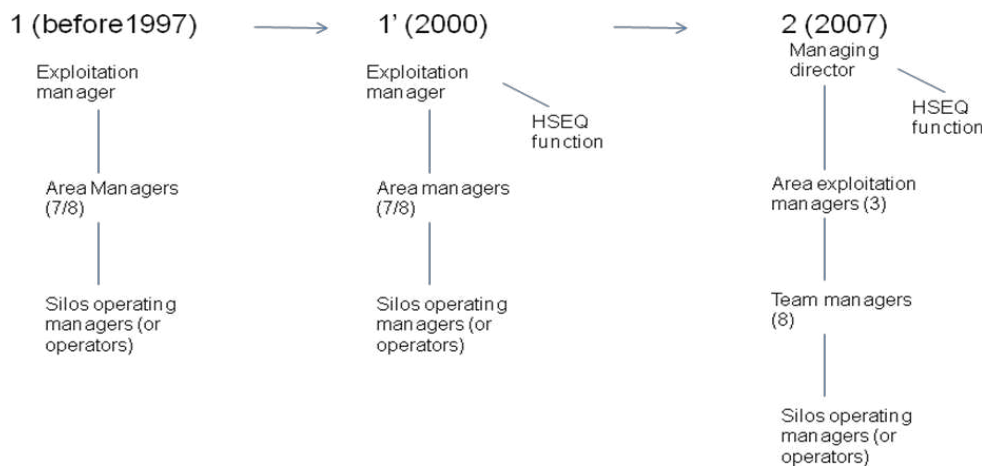 1 (before1997)
Exploitation
manager
Area Managers
(7/8)
Silos operating
managers (or
operators)
1’ (2000)
Exploitation
manager
HSEQ
function
Area managers
(7/8)
Silos operating
managers (or
operators)
2 (2007)
Managing
director
HSEQ
function
Area exploitation
managers (3)
Team managers
(8)
Silos operating
managers (or
operators)